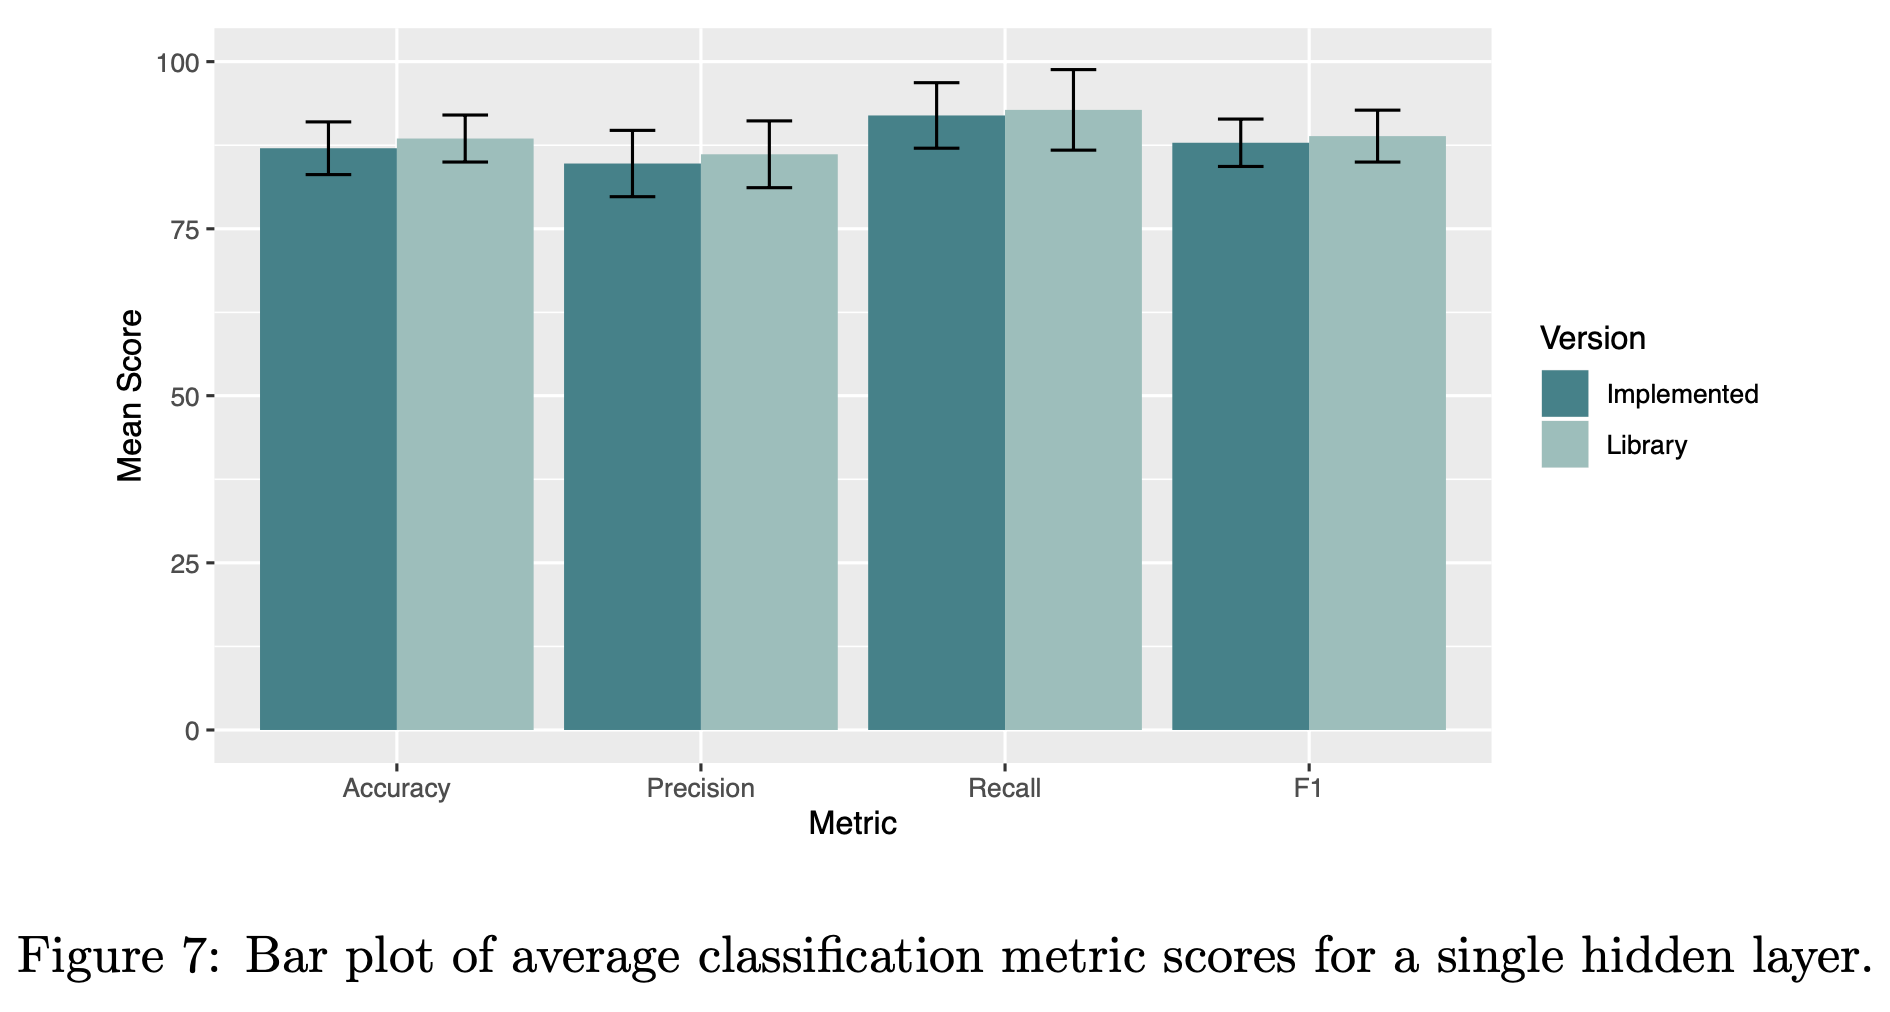 100
75
50
25
0
Mean Score
Accuracy
Precision
Recall
F1
Metric
Version
Implemented
Library
Figure 7: Bar plot of average classification metric scores for a single hidden layer.